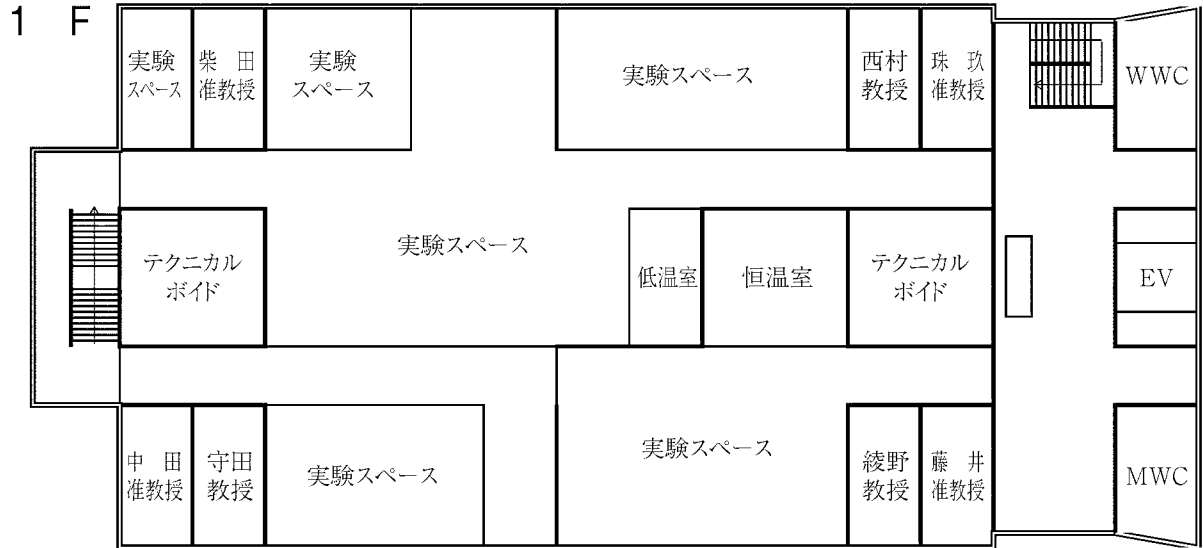 1 F
実験
スペース
柴 田
准教授
実験
スペース
実験スペース
西村
教授
珠 玖
准教授
WWC
テクニカル
ボイド
実験スペース
低温室
恒温室
テクニカル
ボイド
EV
中 田
准教授
守田
教授
実験スペース
実験スペース
綾野
教授
藤 井
准教授
MWC